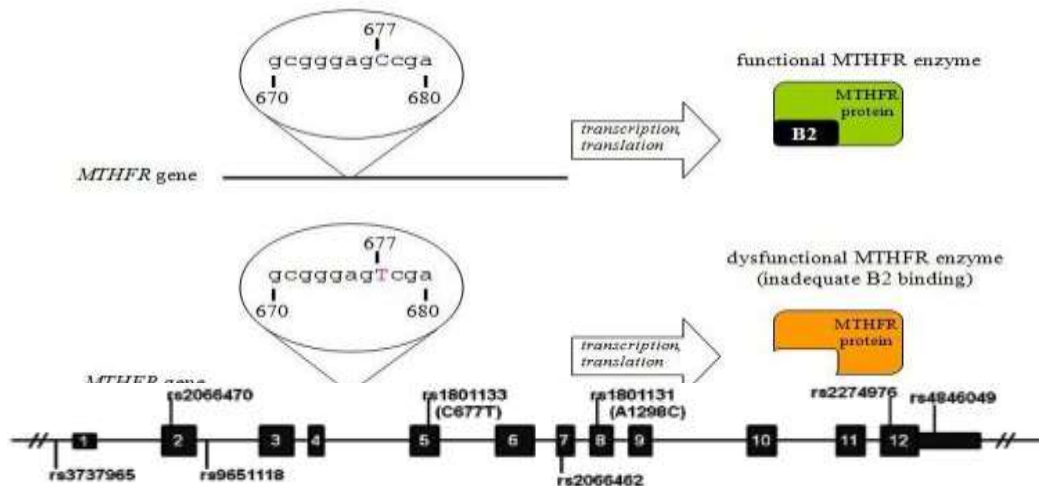 677
gcgggagCcga
670 680
MTHFR gene
transcription,
translation
functional MTHFR enzyme
MTHFR
protein
B2
677
gcgggagTcga
670 680
MTHFR gene
transcription,
translation
dysfunctional MTHFR enzyme
(inadequate B2 binding)
MTHFR
protein
rs2066470
rs1801133
(C677T)
rs1801131
(A1298C)
rs2274976
rs4846049
1 2 3 4 5 6 7 8 9 10 11 12
rs3737965
rs9651118
rs2066462